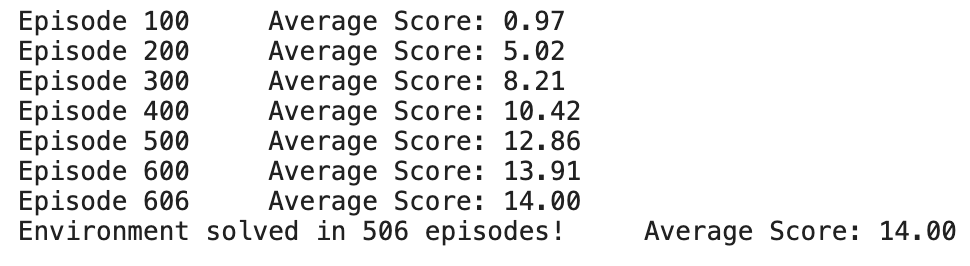 Episode 100	Average Score: 0.97
Episode 200	Average Score: 5.02
Episode 300	Average Score: 8.21
Episode 400	Average Score: 10.42
Episode 500	Average Score: 12.86
Episode 600	Average Score: 13.91
Episode 606	Average Score: 14.00
Environment solved in 506 episodes!	Average Score: 14.00